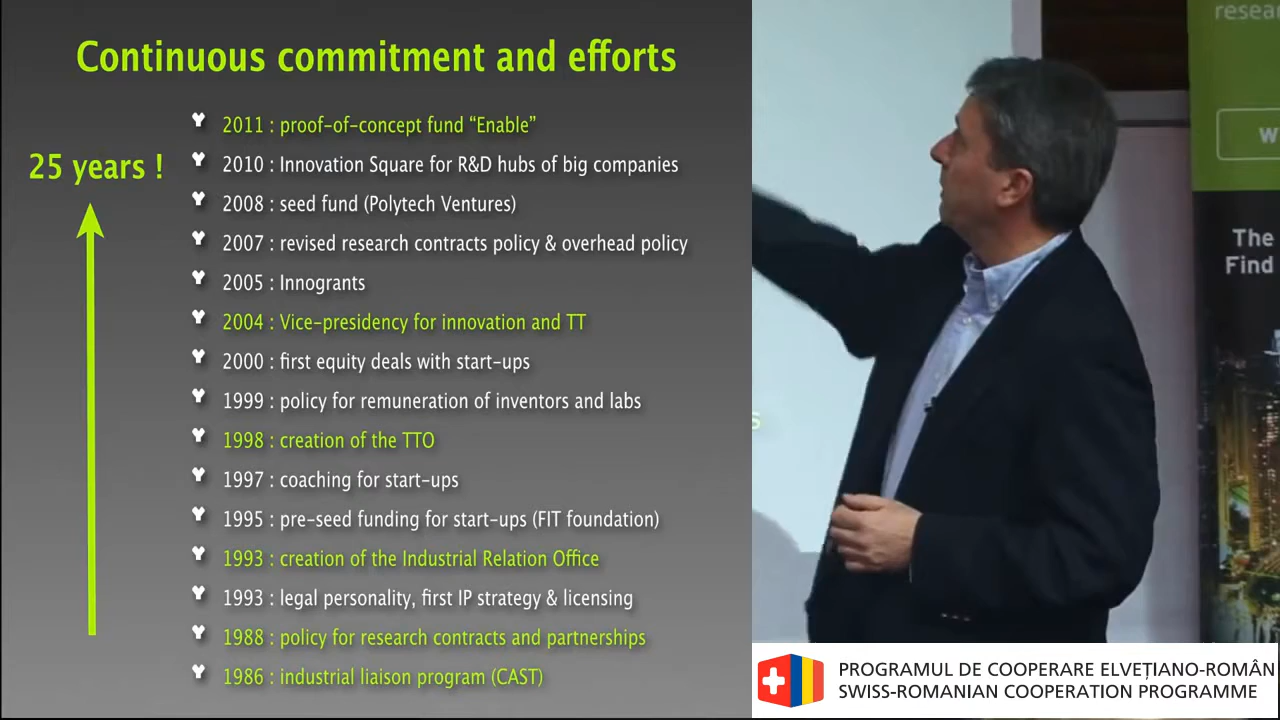 Continuous commitment and efforts
25 years !
2011 : proof-of-concept fund “Enable”
2010 : Innovation Square for R&D hubs of big companies
2008 : seed fund (Polytech Ventures)
2007 : revised research contracts policy & overhead policy
2005 : Innogrants
2004 : Vice-presidency for innovation and TT
2000 : first equity deals with start-ups
1999 : policy for remuneration of inventors and labs
1998 : creation of the TTO
1997 : coaching for start-ups
1995 : pre-seed funding for start-ups (FIT foundation)
1993 : creation of the Industrial Relation Office
1993 : legal personality, first IP strategy & licensing
1988 : policy for research contracts and partnerships
1986 : industrial liaison program (CAST)
The
Find
PROGRAMUL DE COOPERARE ELVEȚIANO-ROMÂN
SWISS-ROMANIAN COOPERATION PROGRAMME